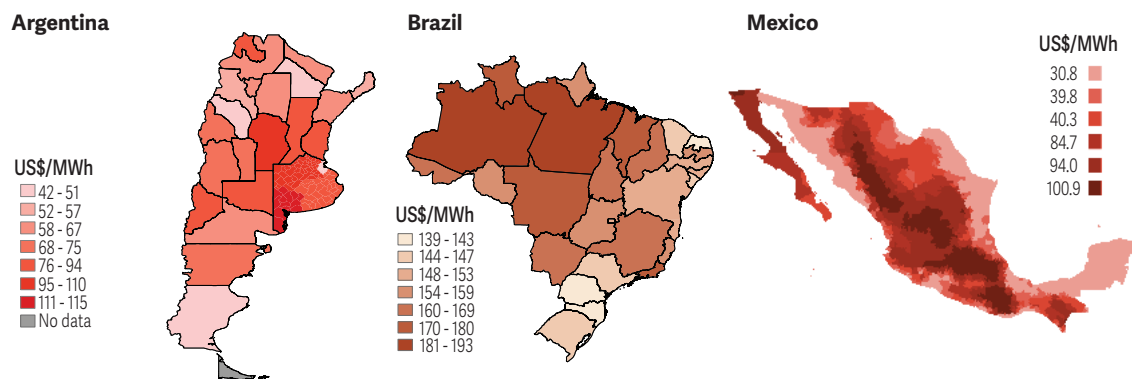 Argentina
US$/MWh
42 - 51
52 - 57
58 - 67
68 - 75
76 - 94
95 - 110
111 - 115
No data
Brazil
US$/MWh
139 - 143
144 - 147
148 - 153
154 - 159
160 - 169
170 - 180
181 - 193
Mexico
US$/MWh
30.8
39.8
40.3
84.7
94.0
100.9